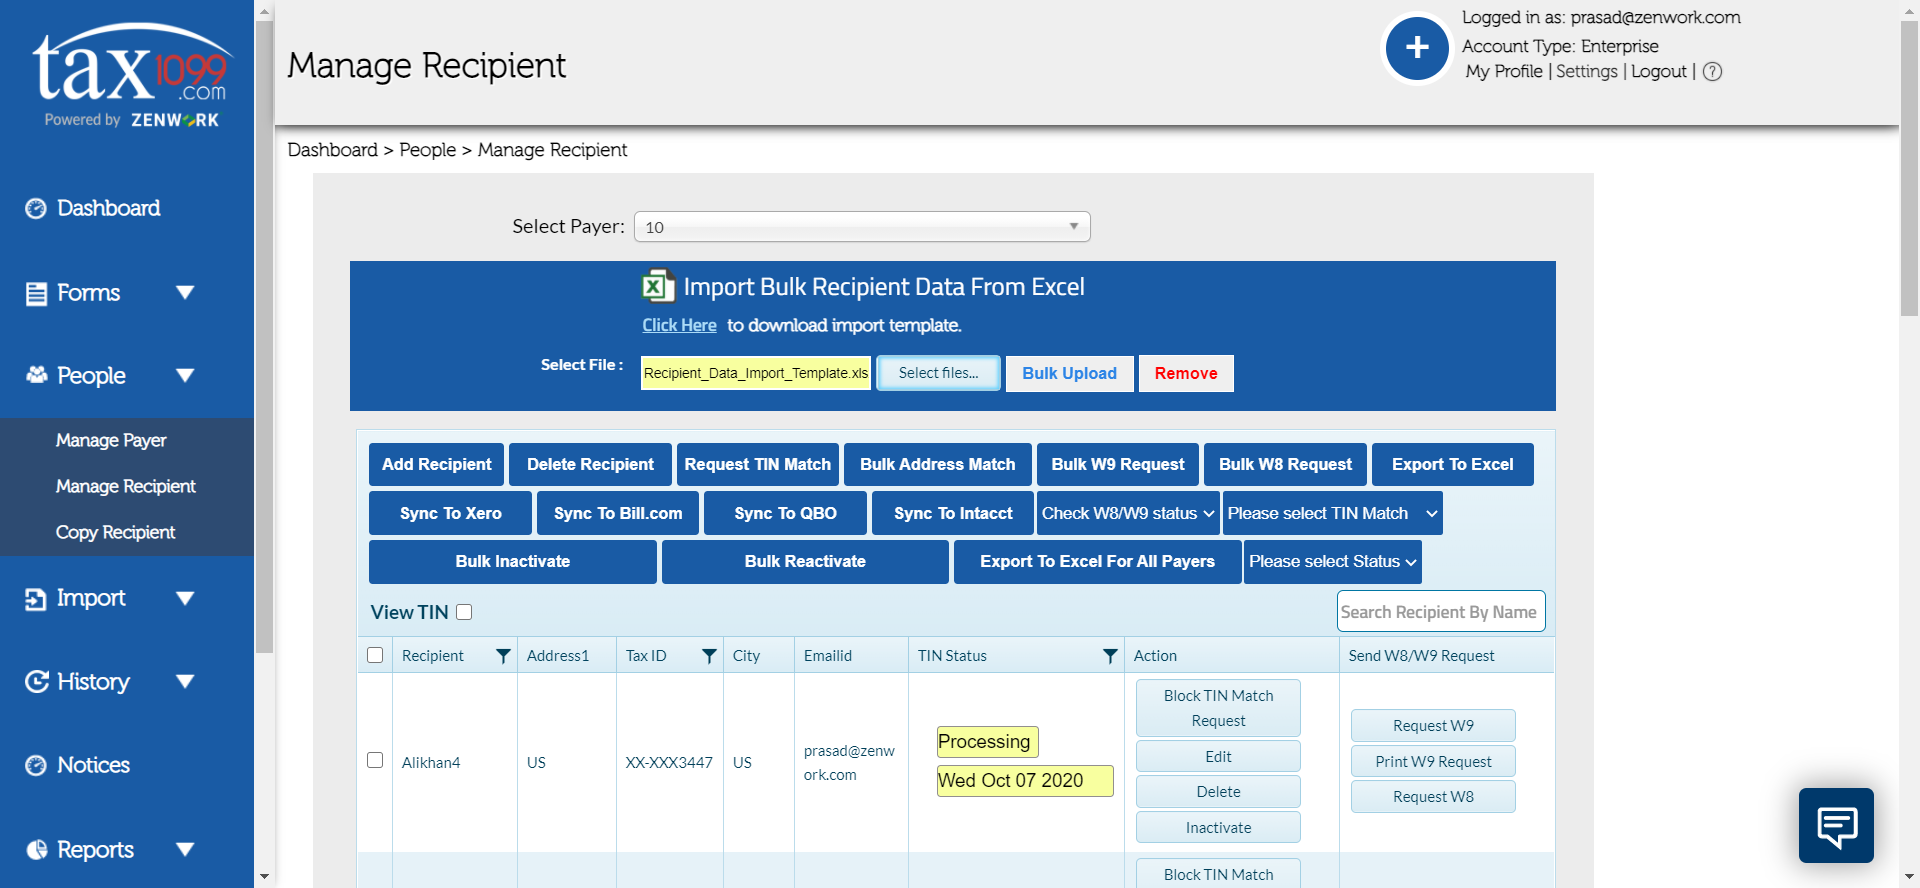 tax1099
.com
Powered by ZENWORK
Dashboard
Forms
People
Manage Payer
Manage Recipient
Copy Recipient
Import
History
Notices
Reports
Manage Recipient
+
Logged in as: prasad@zenwork.com
Account Type: Enterprise
My Profile | Settings | Logout | ?
Dashboard > People > Manage Recipient
Select Payer: 10
Import Bulk Recipient Data From Excel
Click Here to download import template.
Select File : Recipient_Data_Import_Template.xls Select files... Bulk Upload Remove
Add Recipient Delete Recipient Request TIN Match Bulk Address Match Bulk W9 Request Bulk W8 Request Export To Excel
Sync To Xero Sync To Bill.com Sync To QBO Sync To Intacct Check W8/W9 status Please select TIN Match
Bulk Inactivate Bulk Reactivate Export To Excel For All Payers Please select Status
View TIN Search Recipient By Name
Recipient Address1 Tax ID City Emailid TIN Status Action Send W8/W9 Request
Alikhan4 US XX-XXX3447 US
prasad@zenw
ork.com
Processing
Wed Oct 07 2020
Block TIN Match
Request
Edit
Delete
Inactivate
Request W9
Print W9 Request
Request W8
Block TIN Match